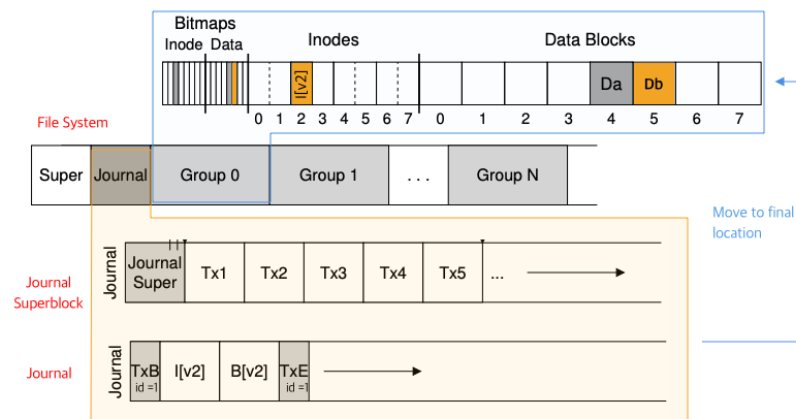 Bitmaps
Inode Data
Inodes
Data Blocks
I[v2]
Da
Db
0 1 2 3 4 5 6 7 0 1 2 3 4 5 6 7
File System
Super Journal Group 0 Group 1 . . . Group N
Move to final
location
Journal
Superblock
Journal
Journal
Super
Tx1 Tx2 Tx3 Tx4 Tx5 ...
Journal
Journal
TxB
id =1
I[v2] B[v2]
TxE
id =1